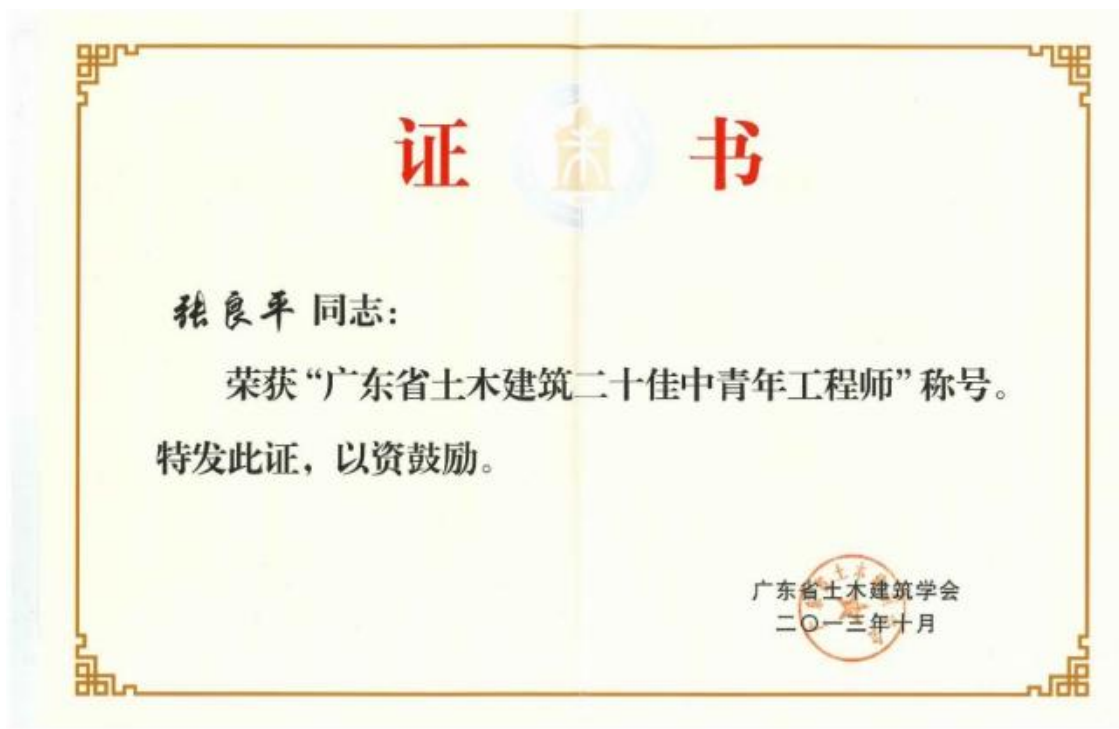 证 书
张良平 同志：
荣获“广东省土木建筑二十佳中青年工程师”称号。
特发此证，以资鼓励。
广东省土木建筑学会
二〇一三年十月